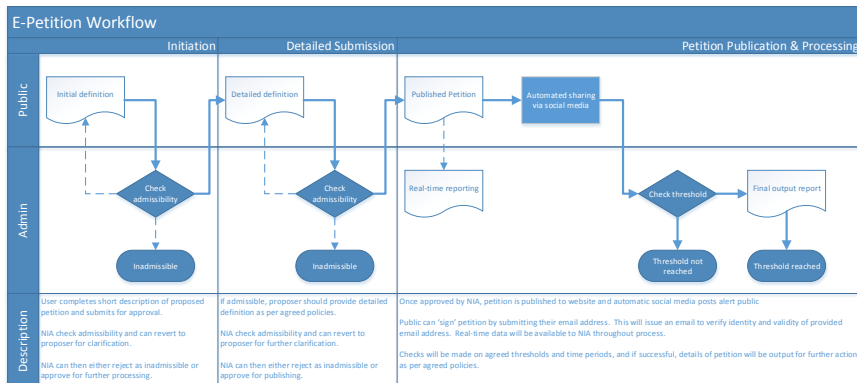 E-Petition Workflow
Initiation
Detailed Submission
Petition Publication & Processing
Public
Initial definition
Detailed definition
Published Petition
Automated sharing
via social media
Admin
Check
admissibility
Check
admissibility
Real-time reporting
Check threshold
Final output report
Inadmissible
Inadmissible
Threshold not
reached
Threshold reached
Description
User completes short description of proposed
petition and submits for approval.
NIA check admissibility and can revert to
proposer for clarification.
NIA can then either reject as inadmissible or
approve for further processing.
If admissible, proposer should provide detailed
definition as per agreed policies.
NIA check admissibility and can revert to
proposer for further clarification.
NIA can then either reject as inadmissible or
approve for publishing.
Once approved by NIA, petition is published to website and automatic social media posts alert public
Public can ‘sign’ petition by submitting their email address.  This will issue an email to verify identity and validity of provided
email address.  Real-time data will be available to NIA throughout process.
Checks will be made on agreed thresholds and time periods, and if successful, details of petition will be output for further action
as per agreed policies.